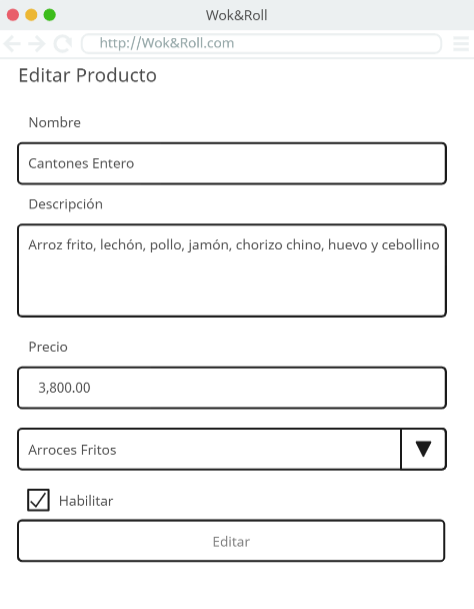 Wok&Roll
http://Wok&Roll.com
Editar Producto
Nombre
Cantones Entero
Descripción
Arroz frito, lechón, pollo, jamón, chorizo chino, huevo y cebollino
Precio
3,800.00
Arroces Fritos
Habilitar
Editar